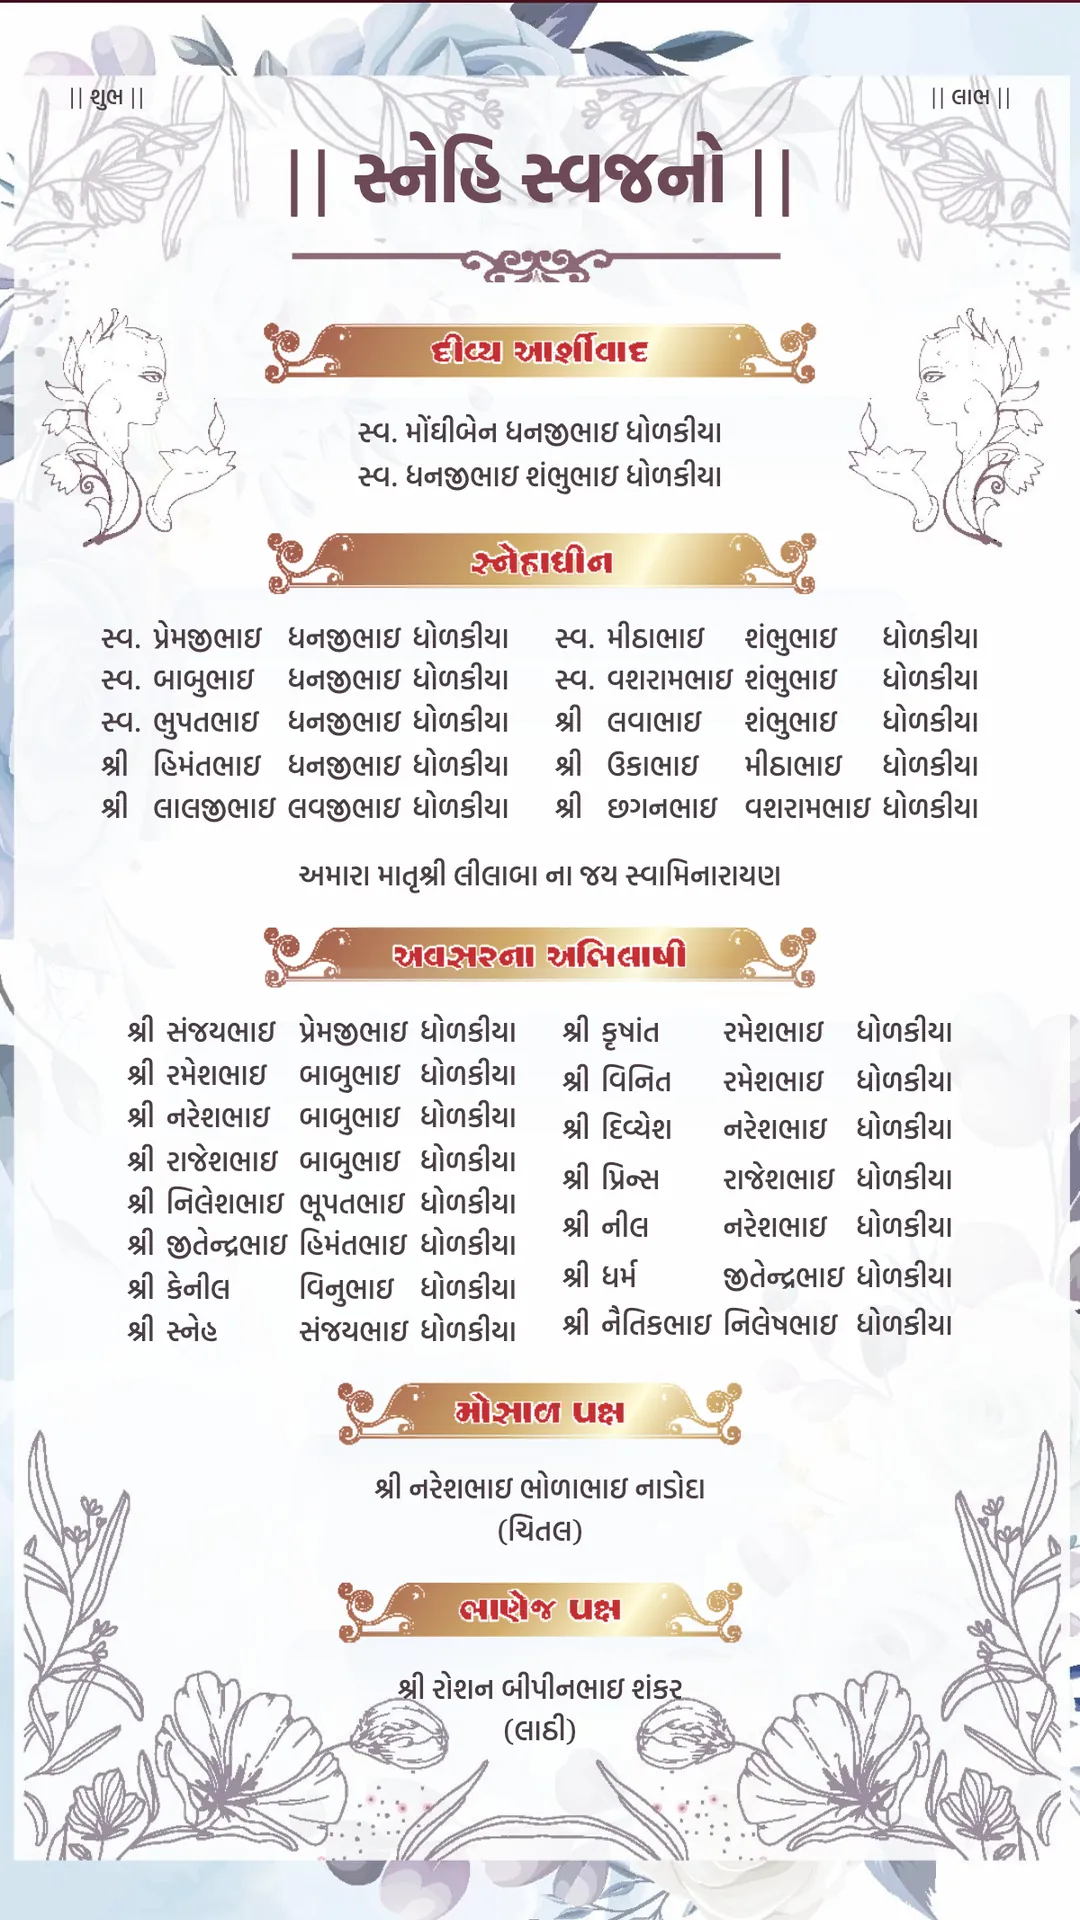 || શુભ ||
|| લાભ ||
|| સ્નેહિ સ્વજનો ||
દીવ્ય આર્શીવાદ
સ્વ. મોંઘીબેન ધનજીભાઇ ધોળકીયા
સ્વ. ધનજીભાઇ શંભુભાઇ ધોળકીયા
સ્નેહાધીન
સ્વ. પ્રેમજીભાઇ ધનજીભાઇ ધોળકીયા
સ્વ. બાબુભાઇ ધનજીભાઇ ધોળકીયા
સ્વ. ભુપતભાઇ ધનજીભાઇ ધોળકીયા
શ્રી હિમંતભાઇ ધનજીભાઇ ધોળકીયા
શ્રી લાલજીભાઇ લવજીભાઇ ધોળકીયા
સ્વ. મીઠાભાઇ શંભુભાઇ ધોળકીયા
સ્વ. વશરામભાઇ શંભુભાઇ ધોળકીયા
શ્રી લવાભાઇ શંભુભાઇ ધોળકીયા
શ્રી ઉકાભાઇ મીઠાભાઇ ધોળકીયા
શ્રી છગનભાઇ વશરામભાઇ ધોળકીયા
અમારા માતૃશ્રી લીલાબા ના જય સ્વામિનારાયણ
અવસરના અભિલાષી
શ્રી સંજયભાઇ પ્રેમજીભાઇ ધોળકીયા
શ્રી રમેશભાઇ બાબુભાઇ ધોળકીયા
શ્રી નરેશભાઇ બાબુભાઇ ધોળકીયા
શ્રી રાજેશભાઇ બાબુભાઇ ધોળકીયા
શ્રી નિલેશભાઇ ભૂપતભાઇ ધોળકીયા
શ્રી જીતેન્દ્રભાઇ હિમંતભાઇ ધોળકીયા
શ્રી કેનીલ વિનુભાઇ ધોળકીયા
શ્રી સ્નેહ સંજયભાઇ ધોળકીયા
શ્રી કૃષાંત રમેશભાઇ ધોળકીયા
શ્રી વિનિત રમેશભાઇ ધોળકીયા
શ્રી દિવ્યેશ નરેશભાઇ ધોળકીયા
શ્રી પ્રિન્સ રાજેશભાઇ ધોળકીયા
શ્રી નીલ નરેશભાઇ ધોળકીયા
શ્રી ધર્મ જીતેન્દ્રભાઇ ધોળકીયા
શ્રી નૈતિકભાઇ નિલેષભાઇ ધોળકીયા
મોસાળ પક્ષ
શ્રી નરેશભાઇ ભોળાભાઇ નાડોદા
(ચિતલ)
ભાણેજ પક્ષ
શ્રી રોશન બીપીનભાઇ શંકર
(લાઠી)